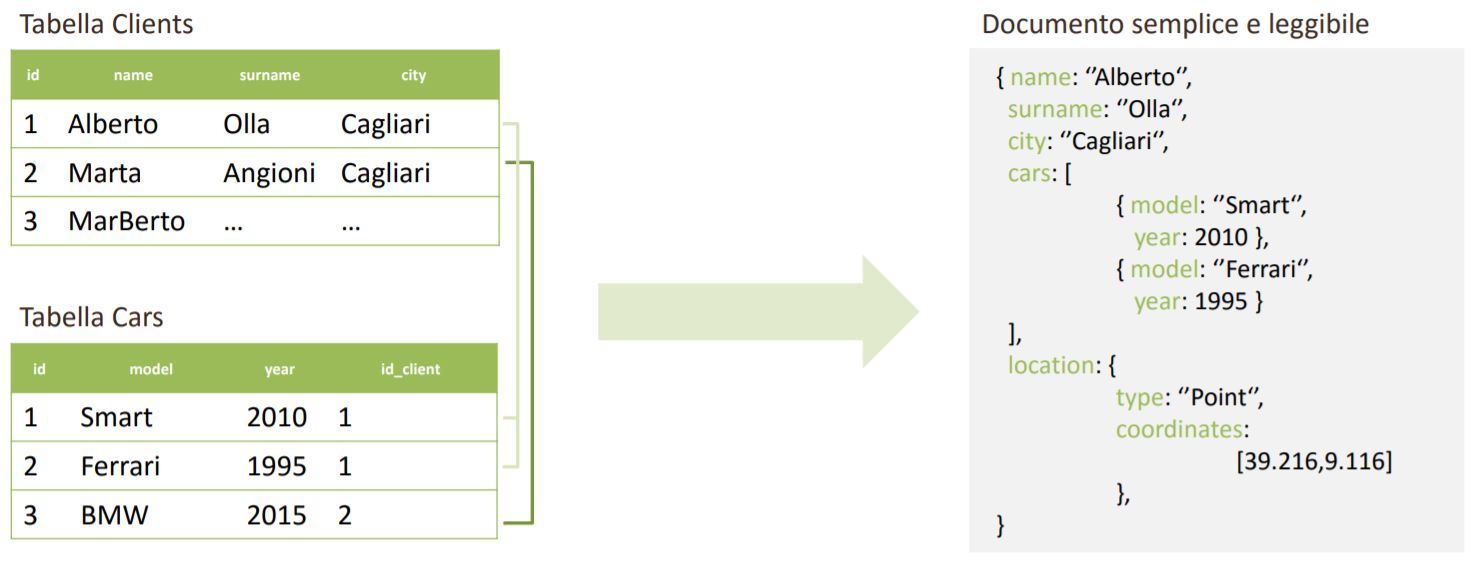 Tabella Clients
id name surname city
1 Alberto Olla Cagliari
2 Marta Angioni Cagliari
3 MarBerto ... ...
Tabella Cars
id model year id_client
1 Smart 2010 1
2 Ferrari 1995 1
3 BMW 2015 2
Documento semplice e leggibile
{ name: ‘’Alberto‘’,
surname: ‘’Olla‘’,
city: ‘’Cagliari‘’,
cars: [
{ model: ‘’Smart‘’,
year: 2010 },
{ model: ‘’Ferrari‘’,
year: 1995 }
],
location: {
type: ‘’Point‘’,
coordinates:
[39.216,9.116]
},
}